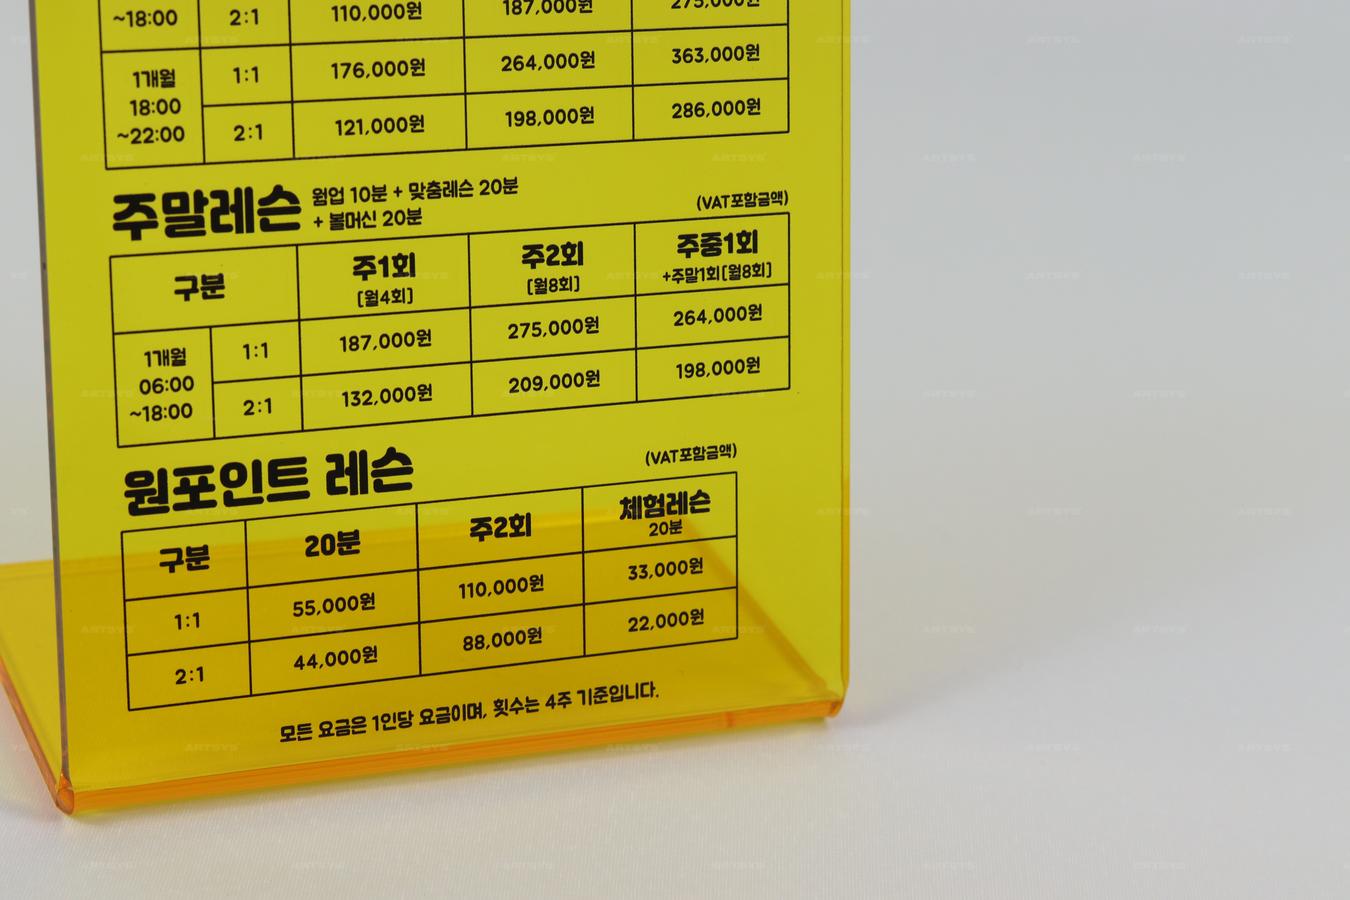 ~18:00 2:1 110,000원 187,000원 275,000원
1개월 18:00 ~22:00 1:1 176,000원 264,000원 363,000원
2:1 121,000원 198,000원 286,000원
주말레슨 웜업 10분 + 맞춤레슨 20분
+ 볼머신 20분
(VAT포함금액)
구분 주1회 [월4회] 주2회 [월8회] 주중1회 +주말1회[월8회]
1개월 06:00 ~18:00 1:1 187,000원 275,000원 264,000원
2:1 132,000원 209,000원 198,000원
원포인트 레슨 (VAT포함금액)
구분 20분 주2회 체험레슨 20분
1:1 55,000원 110,000원 33,000원
2:1 44,000원 88,000원 22,000원
모든 요금은 1인당 요금이며, 횟수는 4주 기준입니다.
ARTSYS